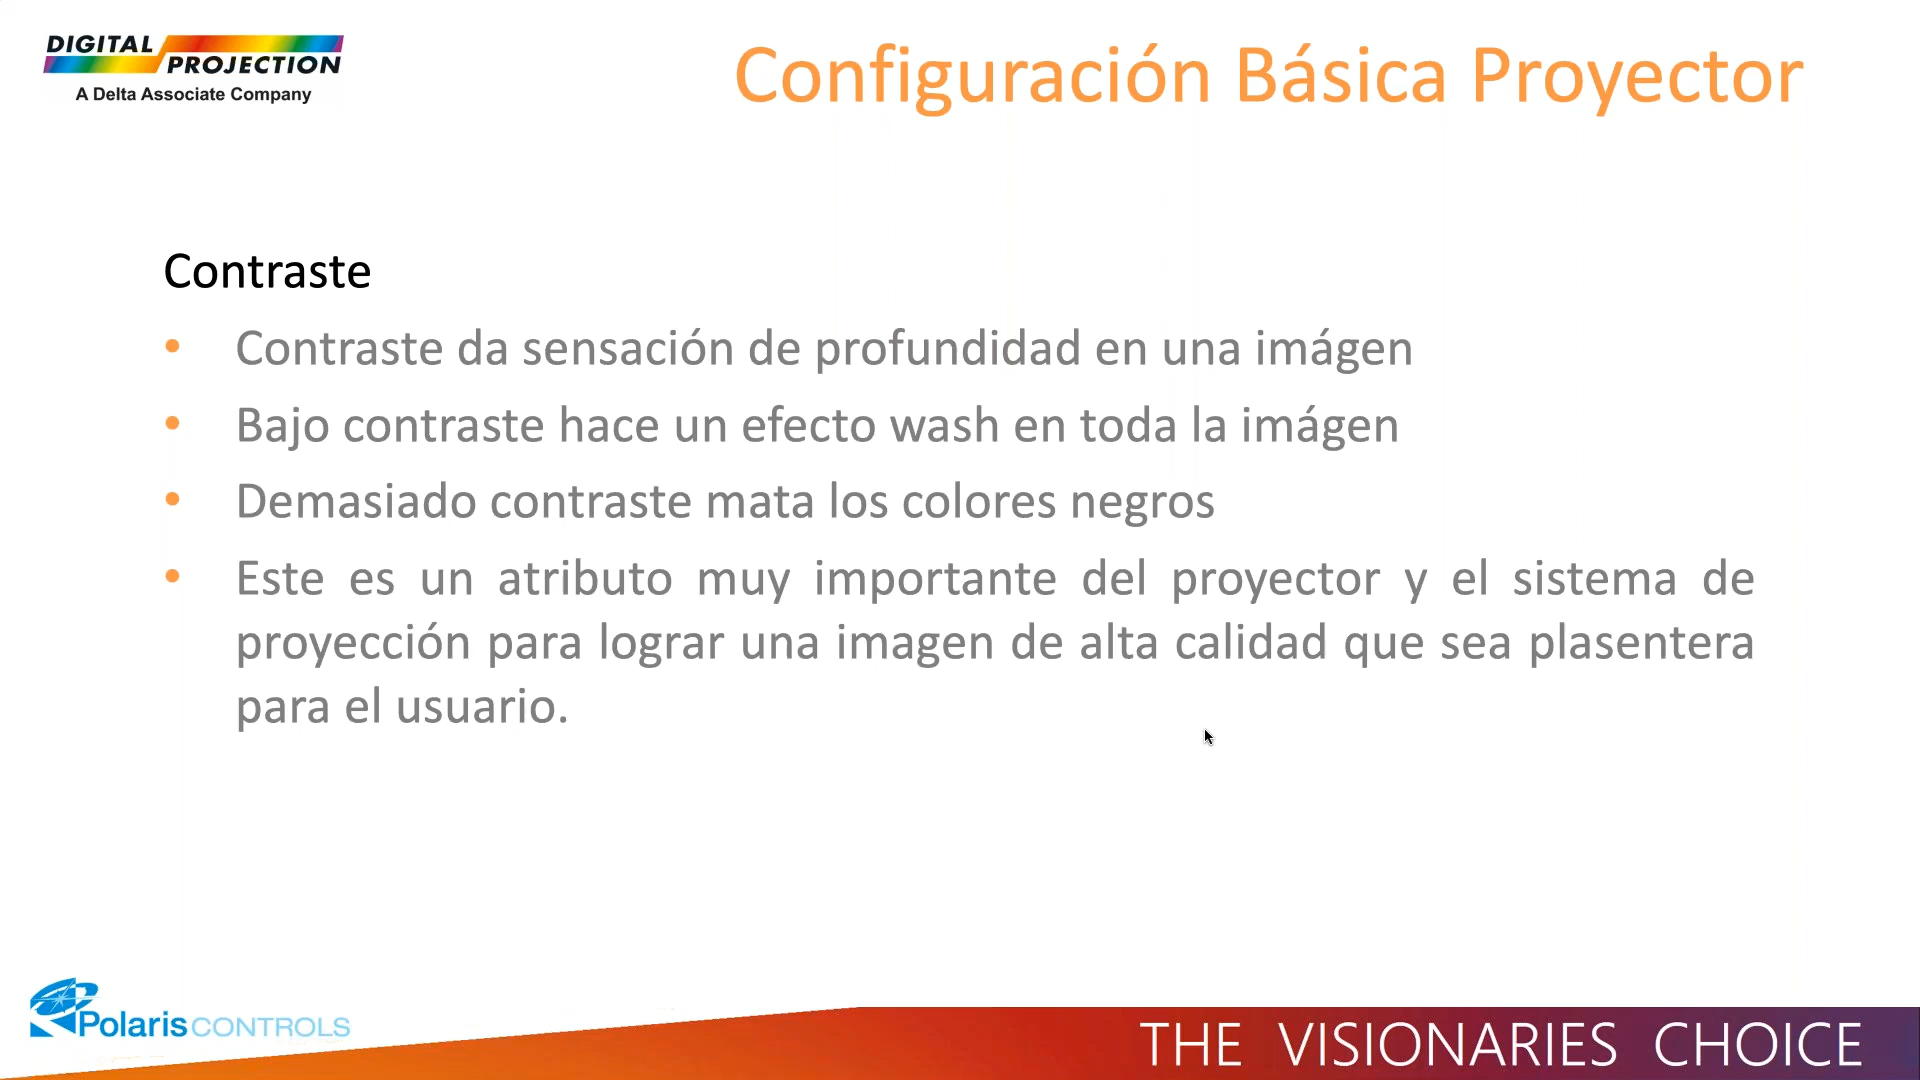 DIGITAL
PROJECTION
A Delta Associate Company
Configuración Básica Proyector
Contraste
• Contraste da sensación de profundidad en una imágen
• Bajo contraste hace un efecto wash en toda la imágen
• Demasiado contraste mata los colores negros
• Este es un atributo muy importante del proyector y el sistema de
proyección para lograr una imagen de alta calidad que sea plasentera
para el usuario.
Polaris CONTROLS
THE VISIONARIES CHOICE